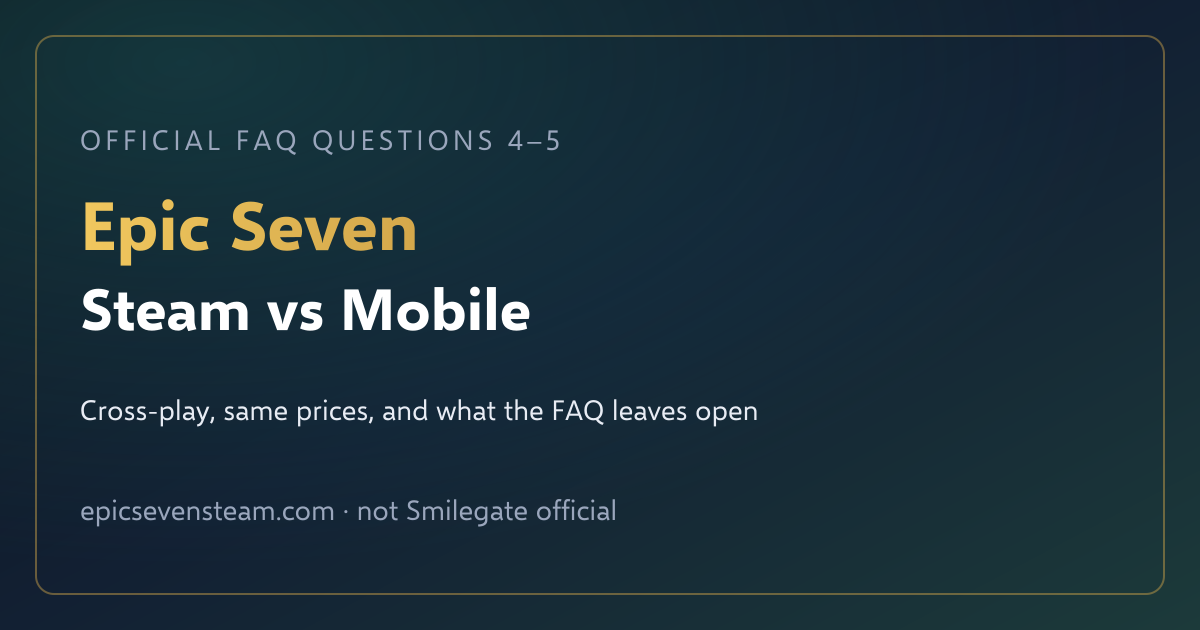 OFFICIAL FAQ QUESTIONS 4–5
Epic Seven
Steam vs Mobile
Cross-play, same prices, and what the FAQ leaves open
epicsevensteam.com · not Smilegate official